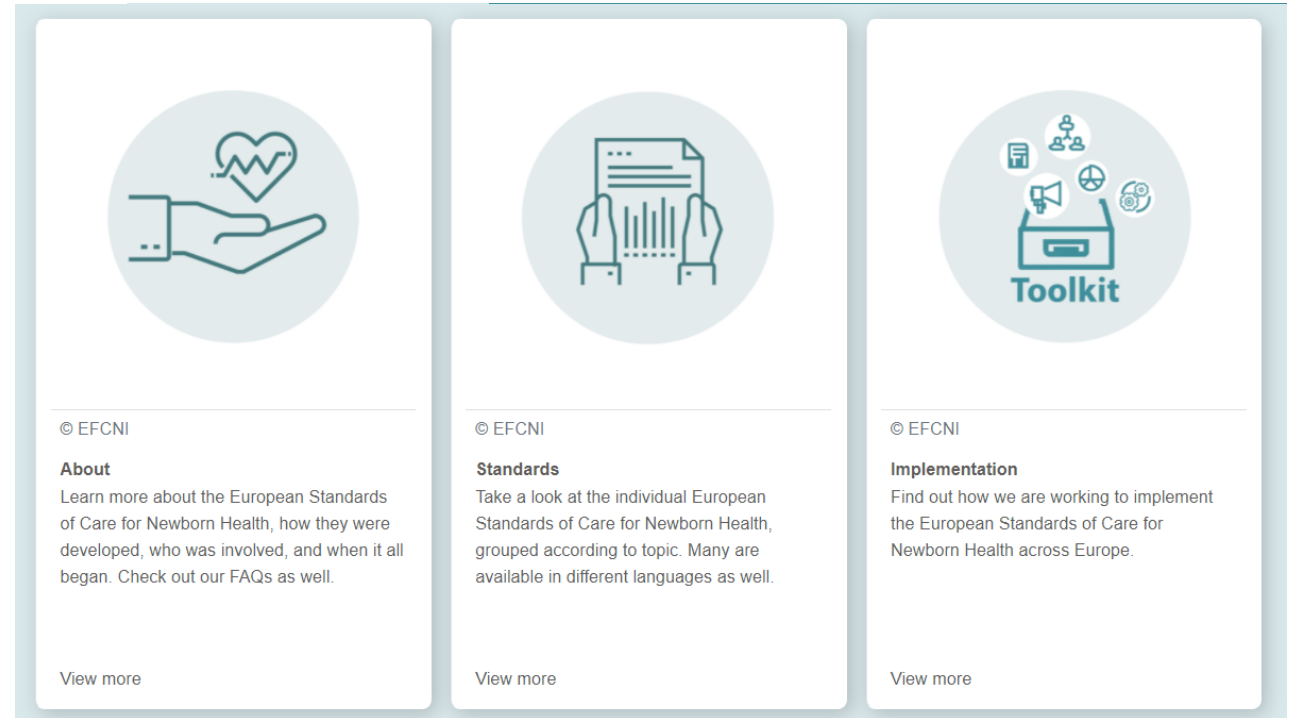 Toolkit
© EFCNI
About
Learn more about the European Standards
of Care for Newborn Health, how they were
developed, who was involved, and when it all
began. Check out our FAQs as well.
View more
© EFCNI
Standards
Take a look at the individual European
Standards of Care for Newborn Health,
grouped according to topic. Many are
available in different languages as well.
View more
© EFCNI
Implementation
Find out how we are working to implement
the European Standards of Care for
Newborn Health across Europe.
View more